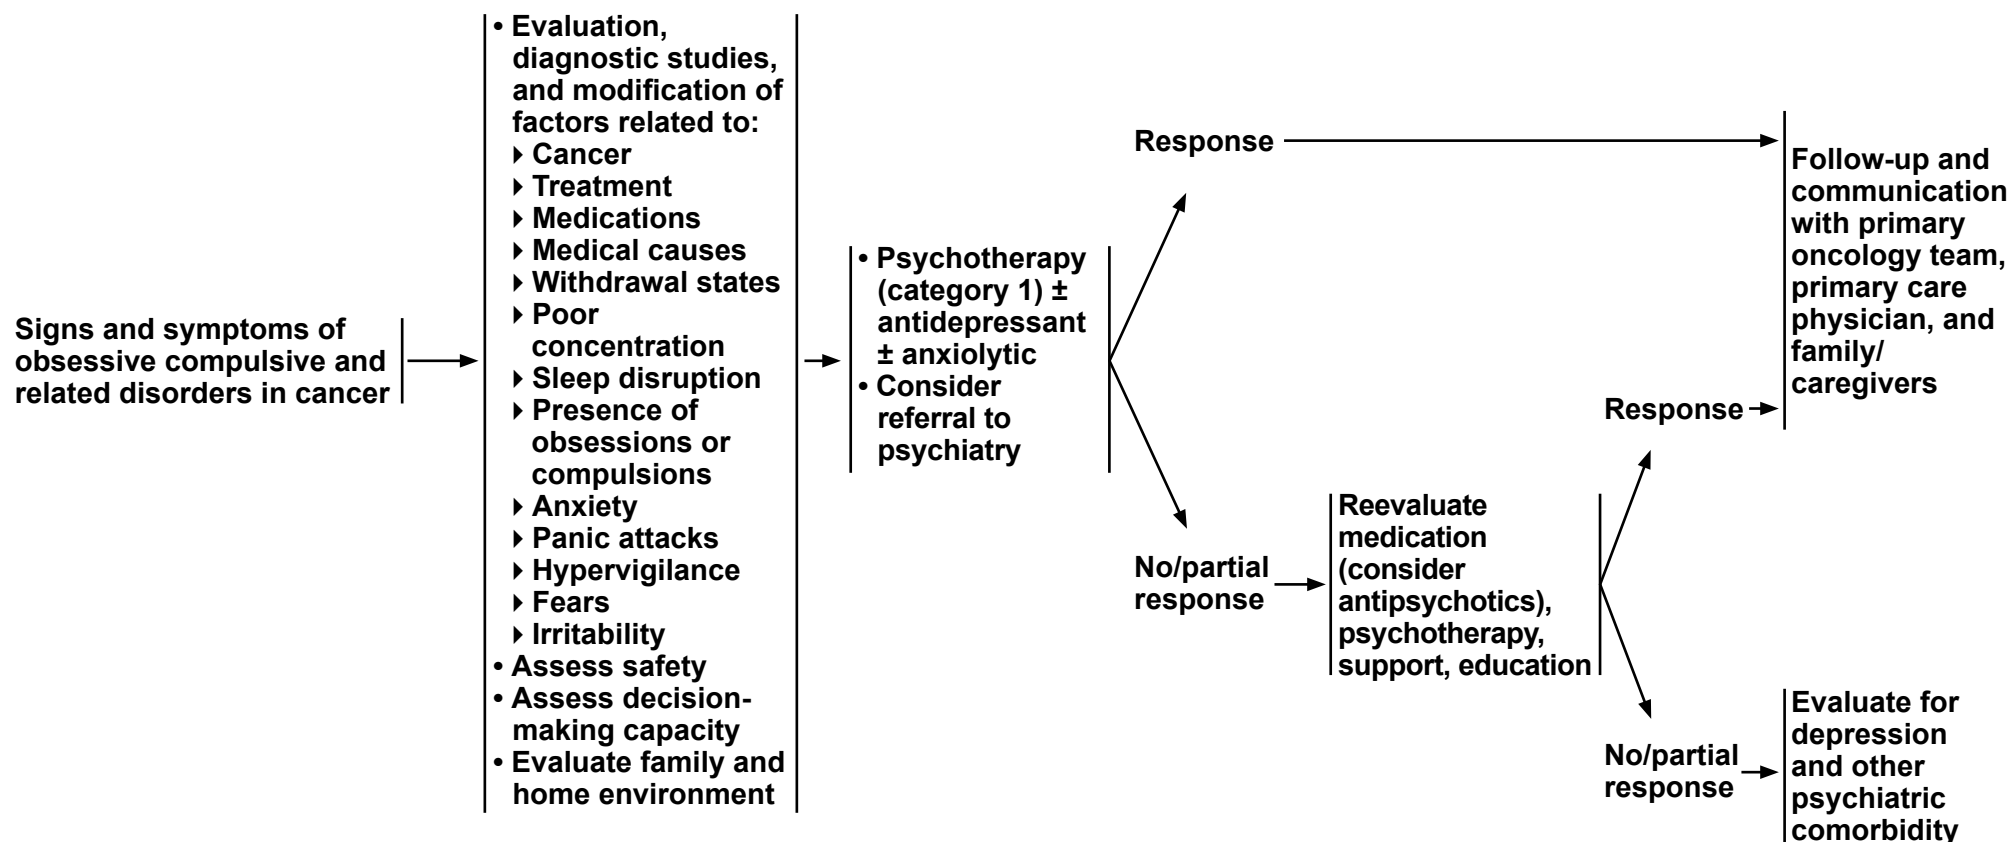 Signs and symptoms of
obsessive compulsive and
related disorders in cancer
• Evaluation,
diagnostic studies,
and modification of
factors related to:
▸ Cancer
▸ Treatment
▸ Medications
▸ Medical causes
▸ Withdrawal states
▸ Poor
concentration
▸ Sleep disruption
▸ Presence of
obsessions or
compulsions
▸ Anxiety
▸ Panic attacks
▸ Hypervigilance
▸ Fears
▸ Irritability
• Assess safety
• Assess decision-
making capacity
• Evaluate family and
home environment
• Psychotherapy
(category 1) ±
antidepressant
± anxiolytic
• Consider
referral to
psychiatry
Response
No/partial
response
Reevaluate
medication
(consider
antipsychotics),
psychotherapy,
support, education
Response
No/partial
response
Follow-up and
communication
with primary
oncology team,
primary care
physician, and
family/
caregivers
Evaluate for
depression
and other
psychiatric
comorbidity